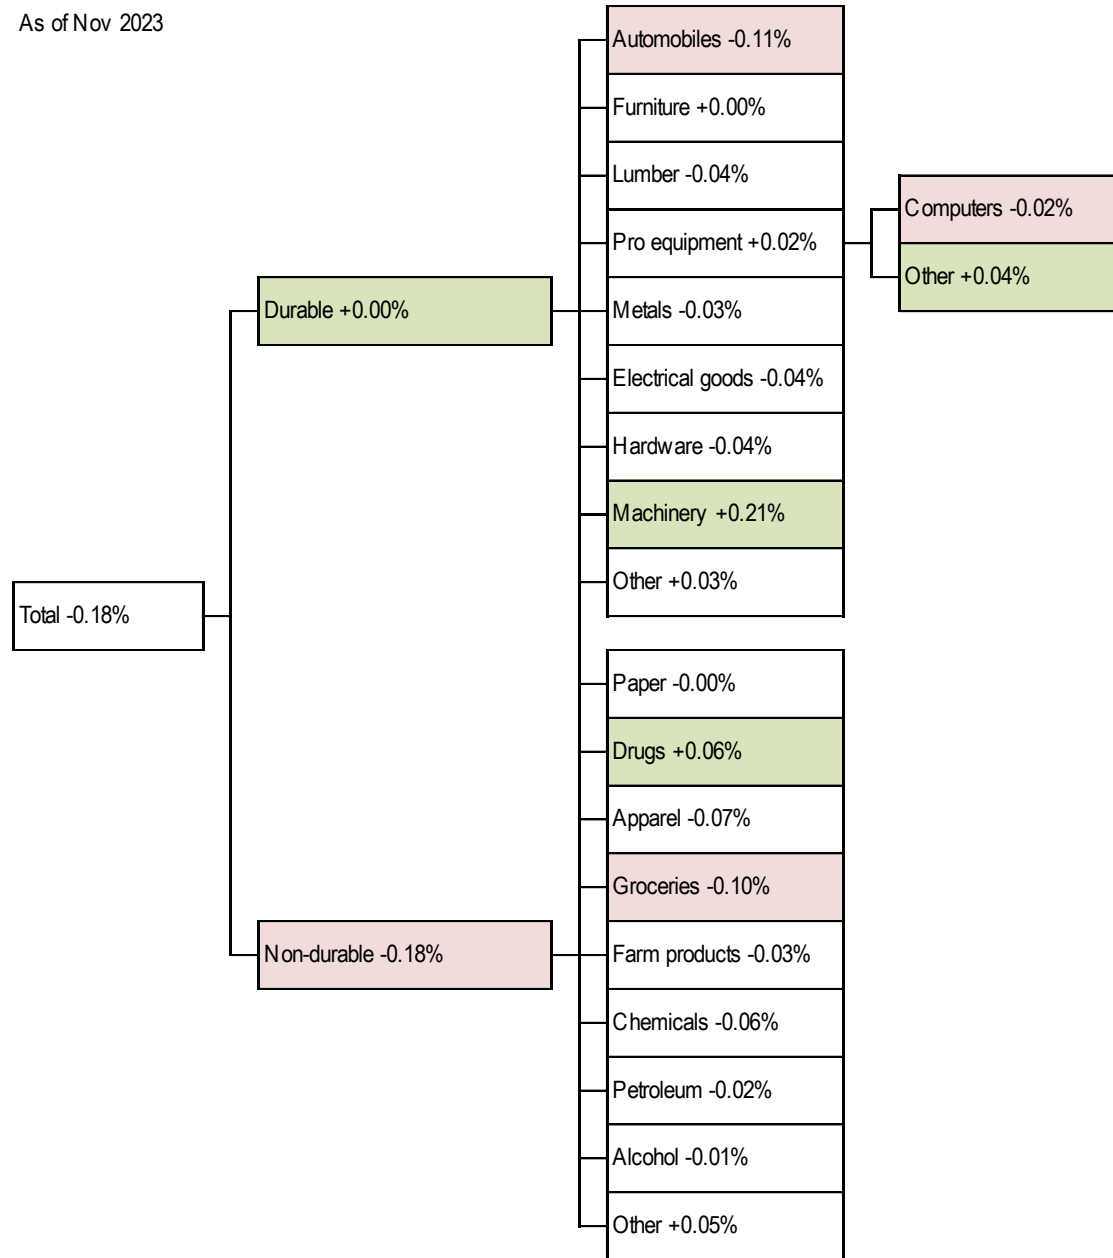 As of Nov 2023
Automobiles -0.11%
Furniture +0.00%
Lumber -0.04%
Pro equipment +0.02%
Computers -0.02%
Other +0.04%
Durable +0.00%
Metals -0.03%
Electrical goods -0.04%
Hardware -0.04%
Machinery +0.21%
Other +0.03%
Total -0.18%
Paper -0.00%
Drugs +0.06%
Apparel -0.07%
Groceries -0.10%
Non-durable -0.18%
Farm products -0.03%
Chemicals -0.06%
Petroleum -0.02%
Alcohol -0.01%
Other +0.05%